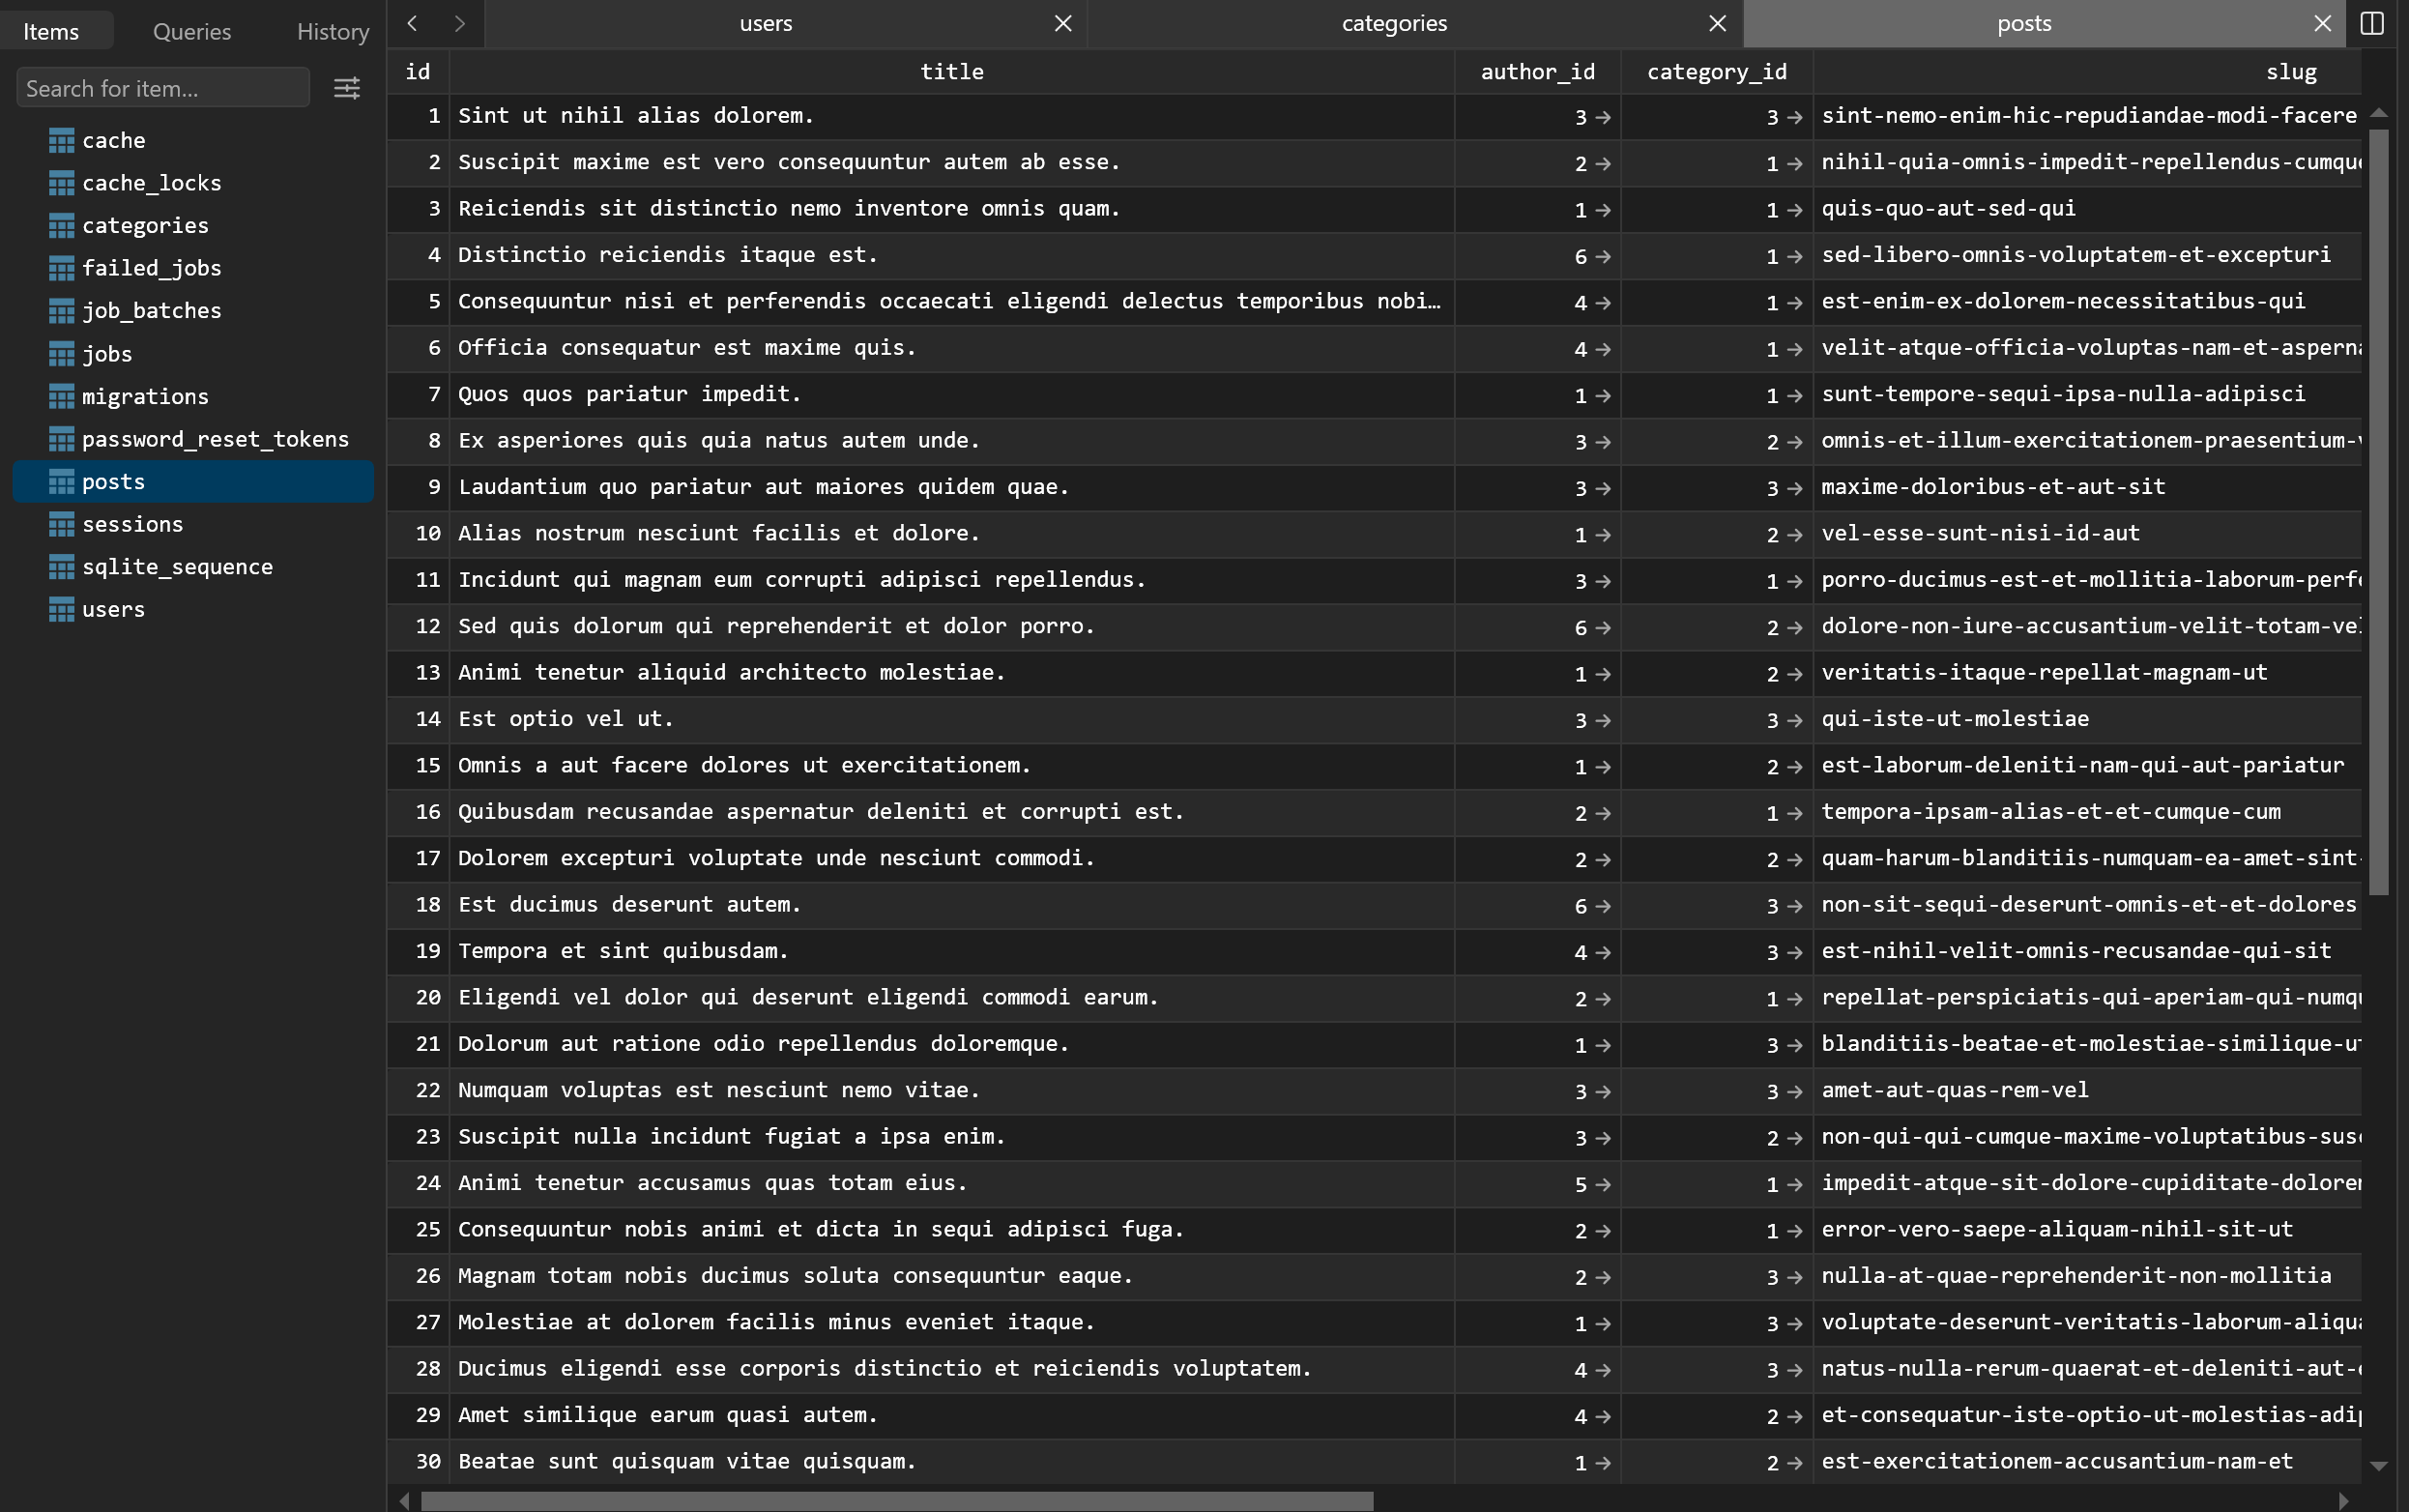 Items Queries History
users
categories
posts
Search for item...
cache
cache_locks
categories
failed_jobs
job_batches
jobs
migrations
password_reset_tokens
posts
sessions
sqlite_sequence
users
id title author_id category_id slug
1 Sint ut nihil alias dolorem. 3 → 3 → sint-nemo-enim-hic-repudiandae-modi-facere
2 Suscipit maxime est vero consequuntur autem ab esse. 2 → 1 → nihil-quia-omnis-impedit-repellendus-cumque
3 Reiciendis sit distinctio nemo inventore omnis quam. 1 → 1 → quis-quo-aut-sed-qui
4 Distinctio reiciendis itaque est. 6 → 1 → sed-libero-omnis-voluptatem-et-excepturi
5 Consequuntur nisi et perferendis occaecati eligendi delectus temporibus nobi… 4 → 1 → est-enim-ex-dolorem-necessitatibus-qui
6 Officia consequatur est maxime quis. 4 → 1 → velit-atque-officia-voluptas-nam-et-asperna
7 Quos quos pariatur impedit. 1 → 1 → sunt-tempore-sequi-ipsa-nulla-adipisci
8 Ex asperiores quis quia natus autem unde. 3 → 2 → omnis-et-illum-exercitationem-praesentium-v
9 Laudantium quo pariatur aut maiores quidem quae. 3 → 3 → maxime-doloribus-et-aut-sit
10 Alias nostrum nesciunt facilis et dolore. 1 → 2 → vel-esse-sunt-nisi-id-aut
11 Incidunt qui magnam eum corrupti adipisci repellendus. 3 → 1 → porro-ducimus-est-et-mollitia-laborum-perfe
12 Sed quis dolorum qui reprehenderit et dolor porro. 6 → 2 → dolore-non-iure-accusantium-velit-totam-vel
13 Animi tenetur aliquid architecto molestiae. 1 → 2 → veritatis-itaque-repellat-magnam-ut
14 Est optio vel ut. 3 → 3 → qui-iste-ut-molestiae
15 Omnis a aut facere dolores ut exercitationem. 1 → 2 → est-laborum-deleniti-nam-qui-aut-pariatur
16 Quibusdam recusandae aspernatur deleniti et corrupti est. 2 → 1 → tempora-ipsam-alias-et-et-cumque-cum
17 Dolorem excepturi voluptate unde nesciunt commodi. 2 → 2 → quam-harum-blanditiis-numquam-ea-amet-sint-
18 Est ducimus deserunt autem. 6 → 3 → non-sit-sequi-deserunt-omnis-et-et-dolores
19 Tempora et sint quibusdam. 4 → 3 → est-nihil-velit-omnis-recusandae-qui-sit
20 Eligendi vel dolor qui deserunt eligendi commodi earum. 2 → 1 → repellat-perspiciatis-qui-aperiam-qui-numqu
21 Dolorum aut ratione odio repellendus doloremque. 1 → 3 → blanditiis-beatae-et-molestiae-similique-ut
22 Numquam voluptas est nesciunt nemo vitae. 3 → 3 → amet-aut-quas-rem-vel
23 Suscipit nulla incidunt fugiat a ipsa enim. 3 → 2 → non-qui-qui-cumque-maxime-voluptatibus-susc
24 Animi tenetur accusamus quas totam eius. 5 → 1 → impedit-atque-sit-dolore-cupiditate-dolorem
25 Consequuntur nobis animi et dicta in sequi adipisci fuga. 2 → 1 → error-vero-saepe-aliquam-nihil-sit-ut
26 Magnam totam nobis ducimus soluta consequuntur eaque. 2 → 3 → nulla-at-quae-reprehenderit-non-mollitia
27 Molestiae at dolorem facilis minus eveniet itaque. 1 → 3 → voluptate-deserunt-veritatis-laborum-aliqua
28 Ducimus eligendi esse corporis distinctio et reiciendis voluptatem. 4 → 3 → natus-nulla-rerum-quaerat-et-deleniti-aut-
29 Amet similique earum quasi autem. 4 → 2 → et-consequatur-iste-optio-ut-molestias-adip
30 Beatae sunt quisquam vitae quisquam. 1 → 2 → est-exercitationem-accusantium-nam-et